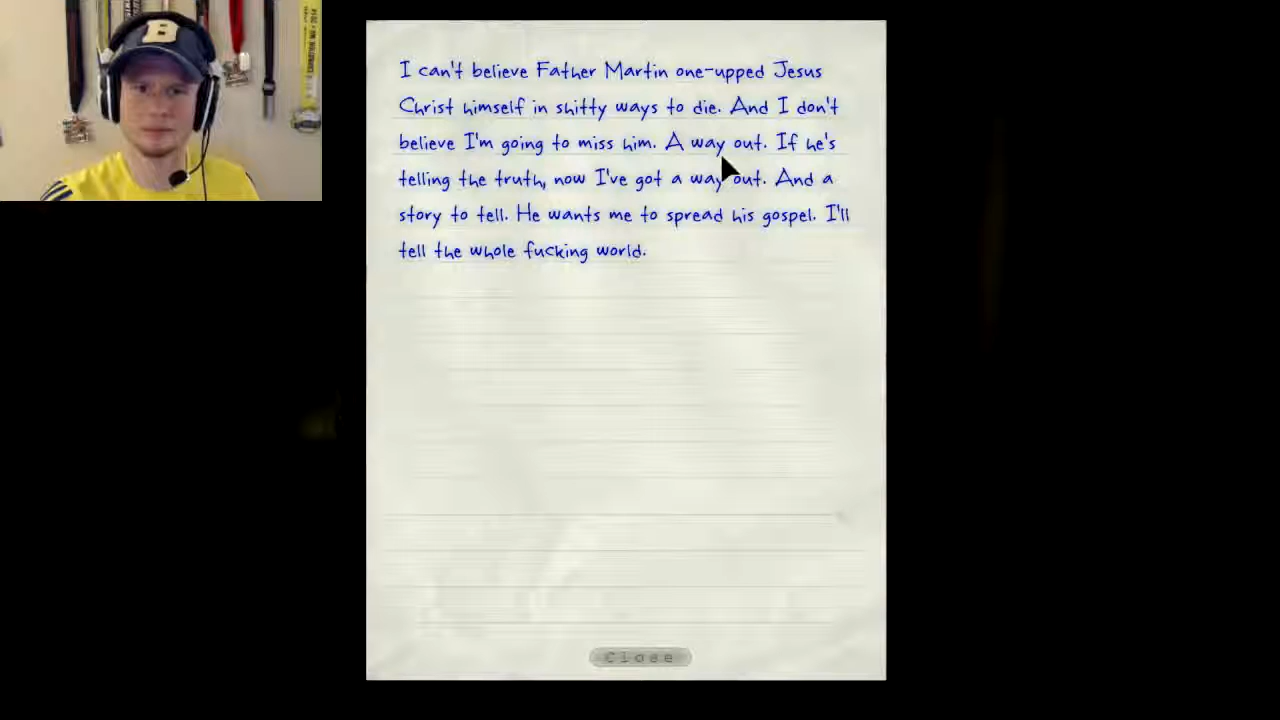 B
I can't believe Father Martin one-upped Jesus
Christ himself in shitty ways to die. And I don't
believe I'm going to miss him. A way out. If he's
telling the truth, now I've got a way out. And a
story to tell. He wants me to spread his gospel. I'll
tell the whole fucking world.
Close